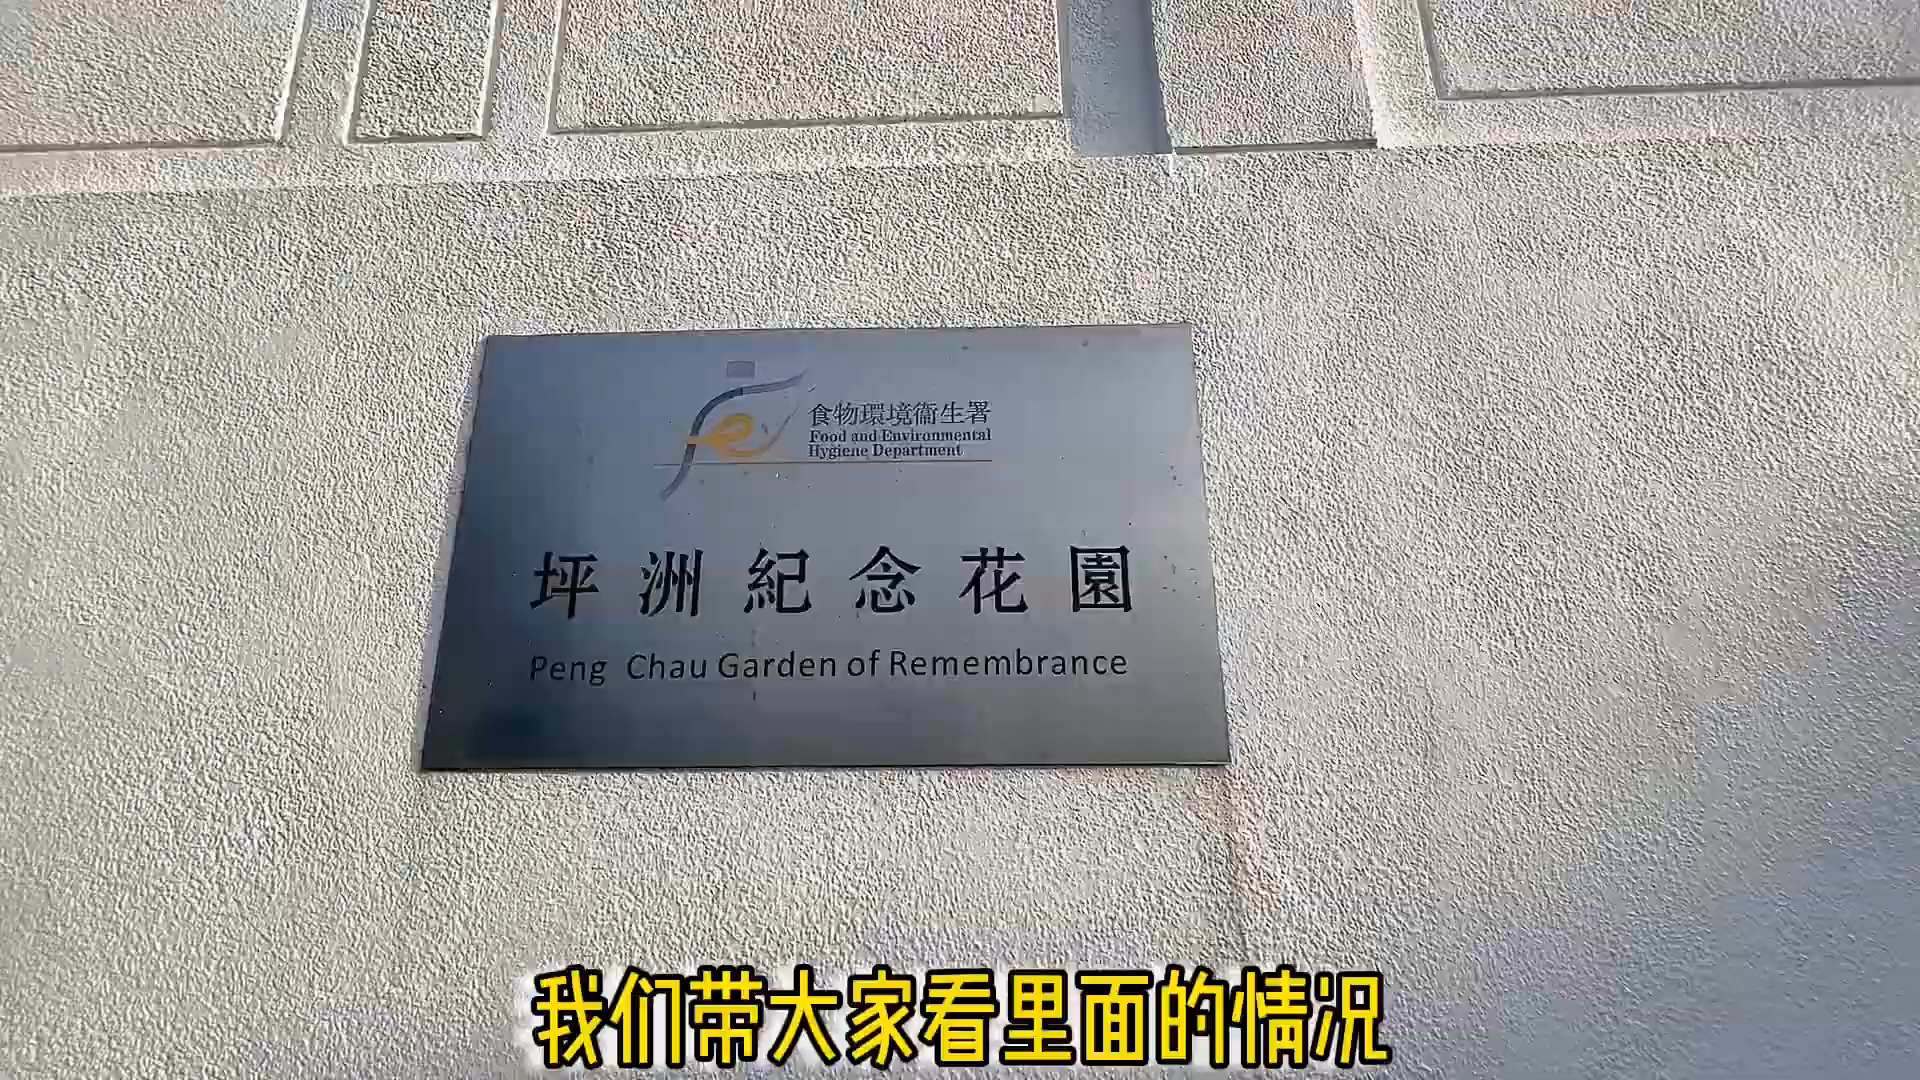 食物環境衞生署
Food and Environmental
Hygiene Department
坪洲紀念花園
Peng Chau Garden of Remembrance
我们带大家看里面的情况